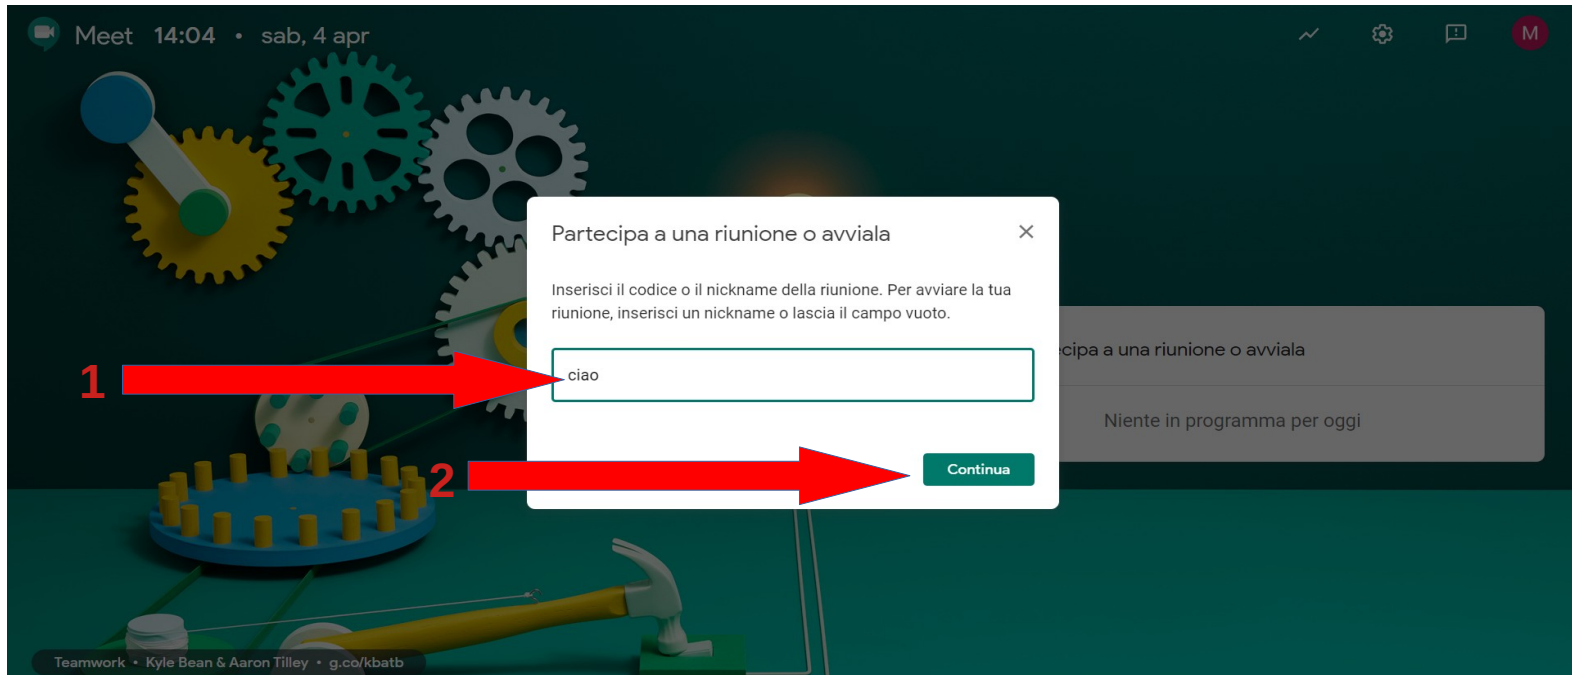 Meet 14:04 • sab, 4 apr
M
Partecipa a una riunione o avviala
Inserisci il codice o il nickname della riunione. Per avviare la tua
riunione, inserisci un nickname o lascia il campo vuoto.
cipa a una riunione o avviala
1
ciao
Niente in programma per oggi
2
Continua
Teamwork • Kyle Bean & Aaron Tilley • g.co/kbatb